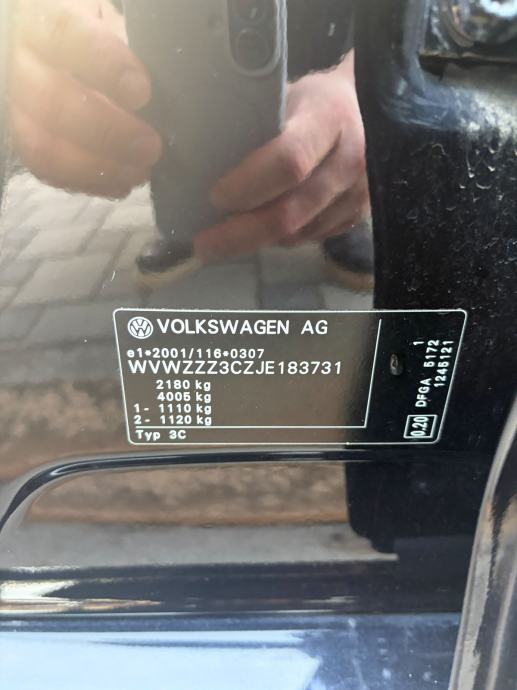 VOLKSWAGEN AG
e1*2001/116*0307
WVWZZZ3CZJE183731
2180 kg
4005 kg
1- 1110 kg
2- 1120 kg
Typ 3C
0.20 DFGA 5172 1
1245121